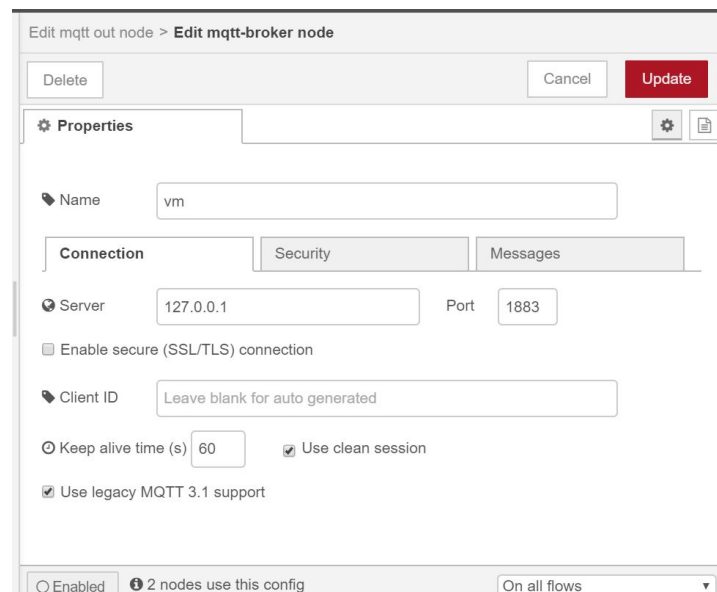 Edit mqtt out node > Edit mqtt-broker node
Delete Cancel Update
Properties
Name vm
Connection Security Messages
Server 127.0.0.1 Port 1883
Enable secure (SSL/TLS) connection
Client ID Leave blank for auto generated
Keep alive time (s) 60 Use clean session
Use legacy MQTT 3.1 support
Enabled 2 nodes use this config On all flows